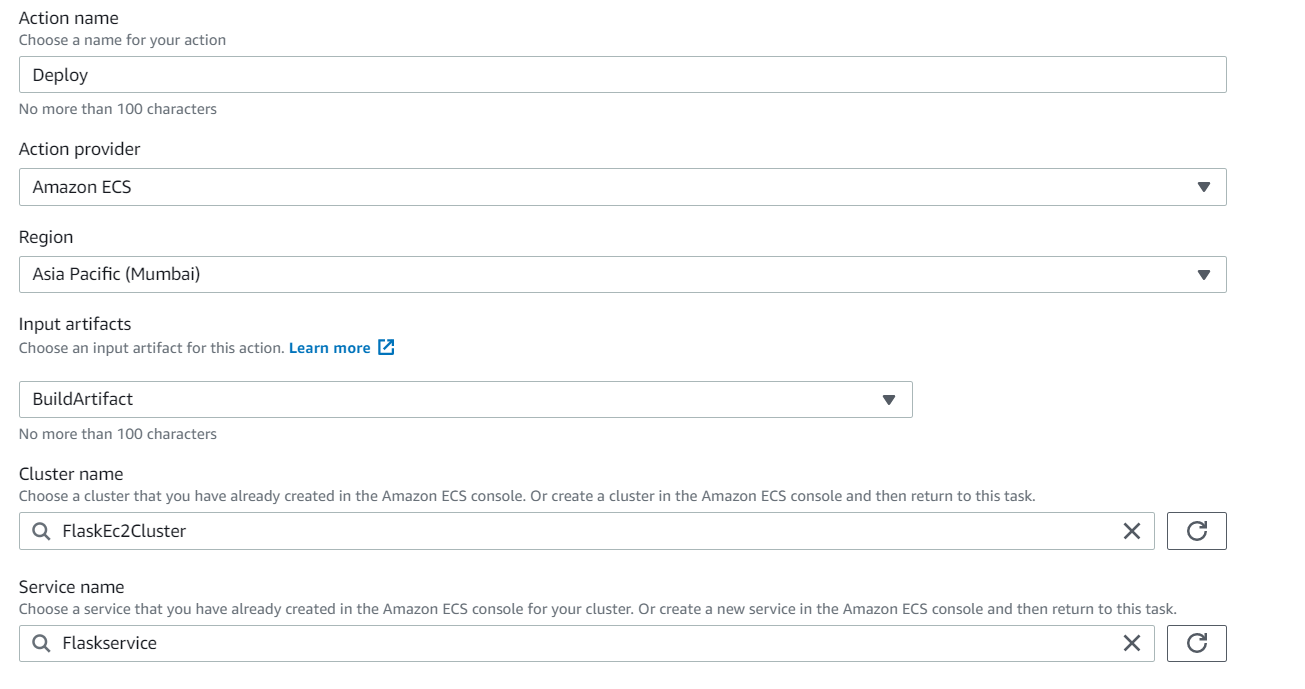 Action name
Choose a name for your action
Deploy
No more than 100 characters
Action provider
Amazon ECS
Region
Asia Pacific (Mumbai)
Input artifacts
Choose an input artifact for this action. Learn more
BuildArtifact
No more than 100 characters
Cluster name
Choose a cluster that you have already created in the Amazon ECS console. Or create a cluster in the Amazon ECS console and then return to this task.
FlaskEc2Cluster
Service name
Choose a service that you have already created in the Amazon ECS console for your cluster. Or create a new service in the Amazon ECS console and then return to this task.
Flaskservice